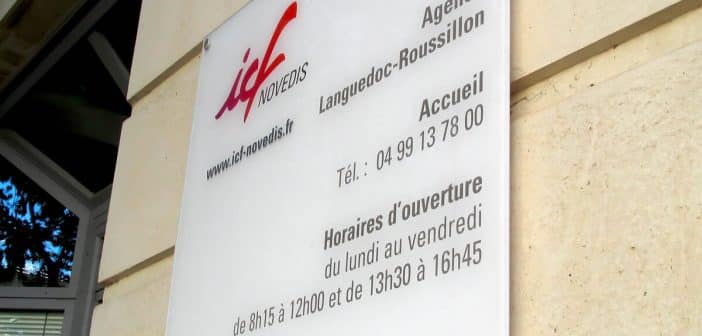 icf
NOVEDIS
www.icf-novedis.fr
Languedoc-Roussillon
Accueil
Tél. : 04 99 13 78 00
Horaires d'ouverture
du lundi au vendredi
de 8h15 à 12h00 et de 13h30 à 16h45